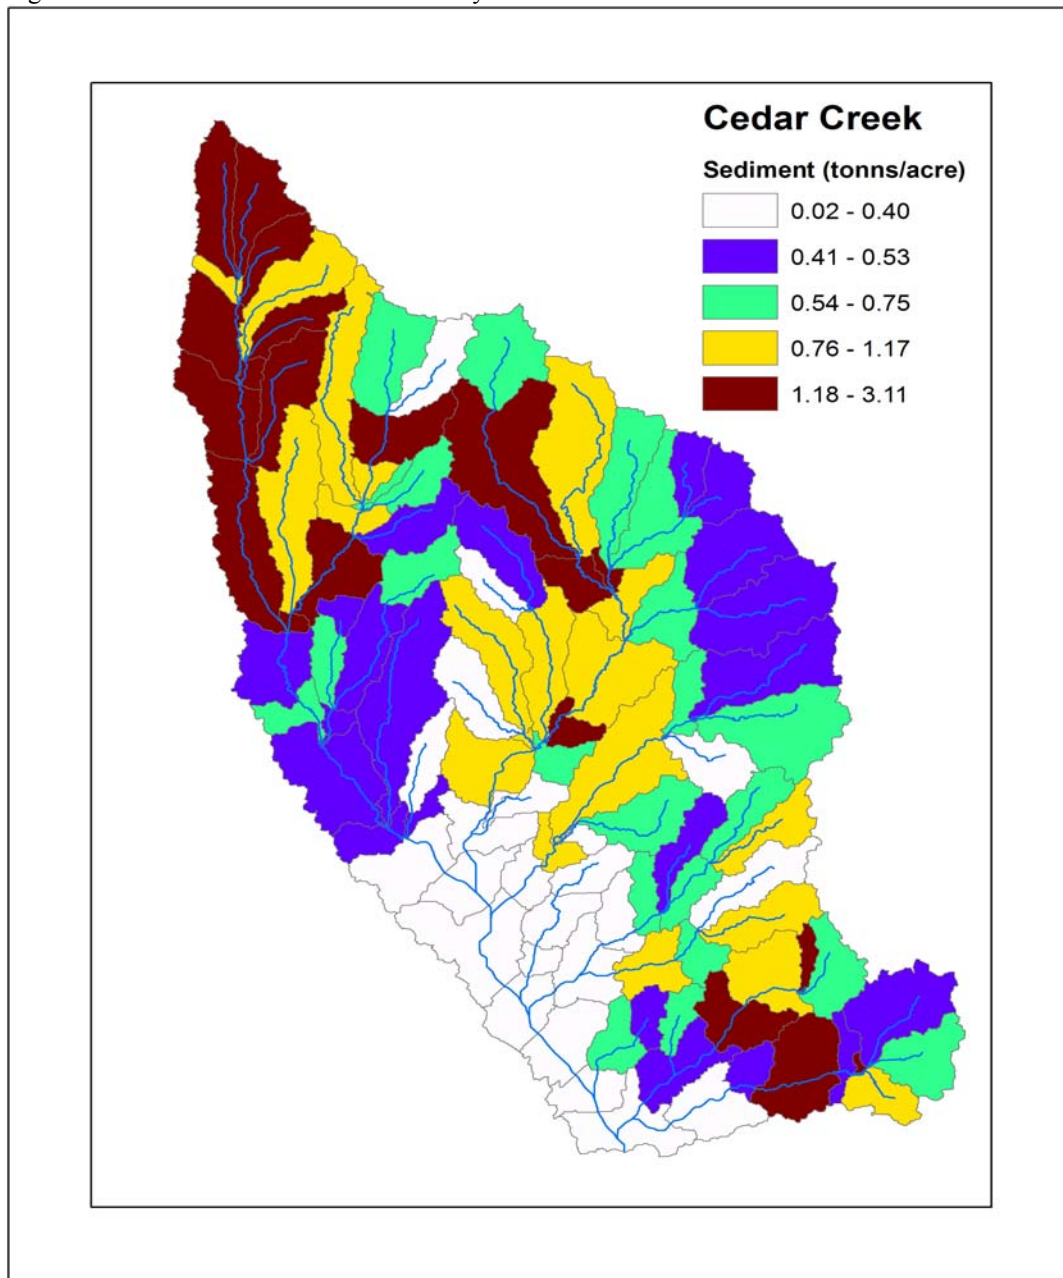 Cedar Creek
Sediment (tonns/acre)
0.02 - 0.40
0.41 - 0.53
0.54 - 0.75
0.76 - 1.17
1.18 - 3.11